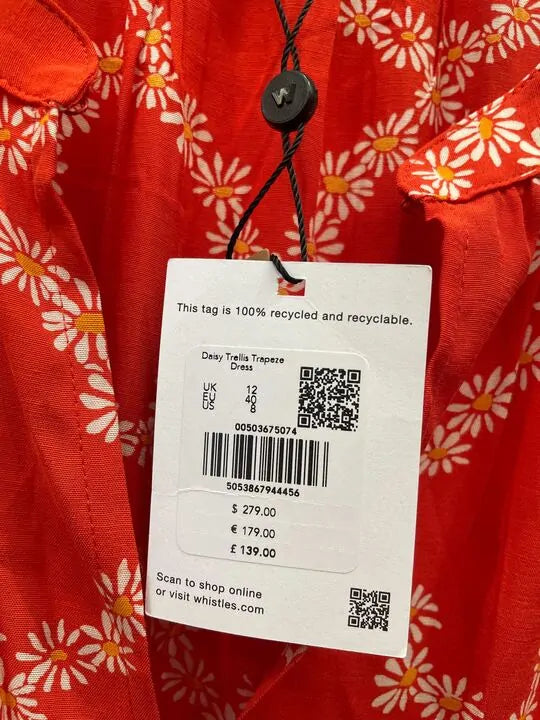 W
This tag is 100% recycled and recyclable.
Daisy Trellis Trapeze
Dress
UK 12
EU 40
US 8
00503675074
5053867944456
$ 279.00
€ 179.00
£ 139.00
Scan to shop online
or visit whistles.com